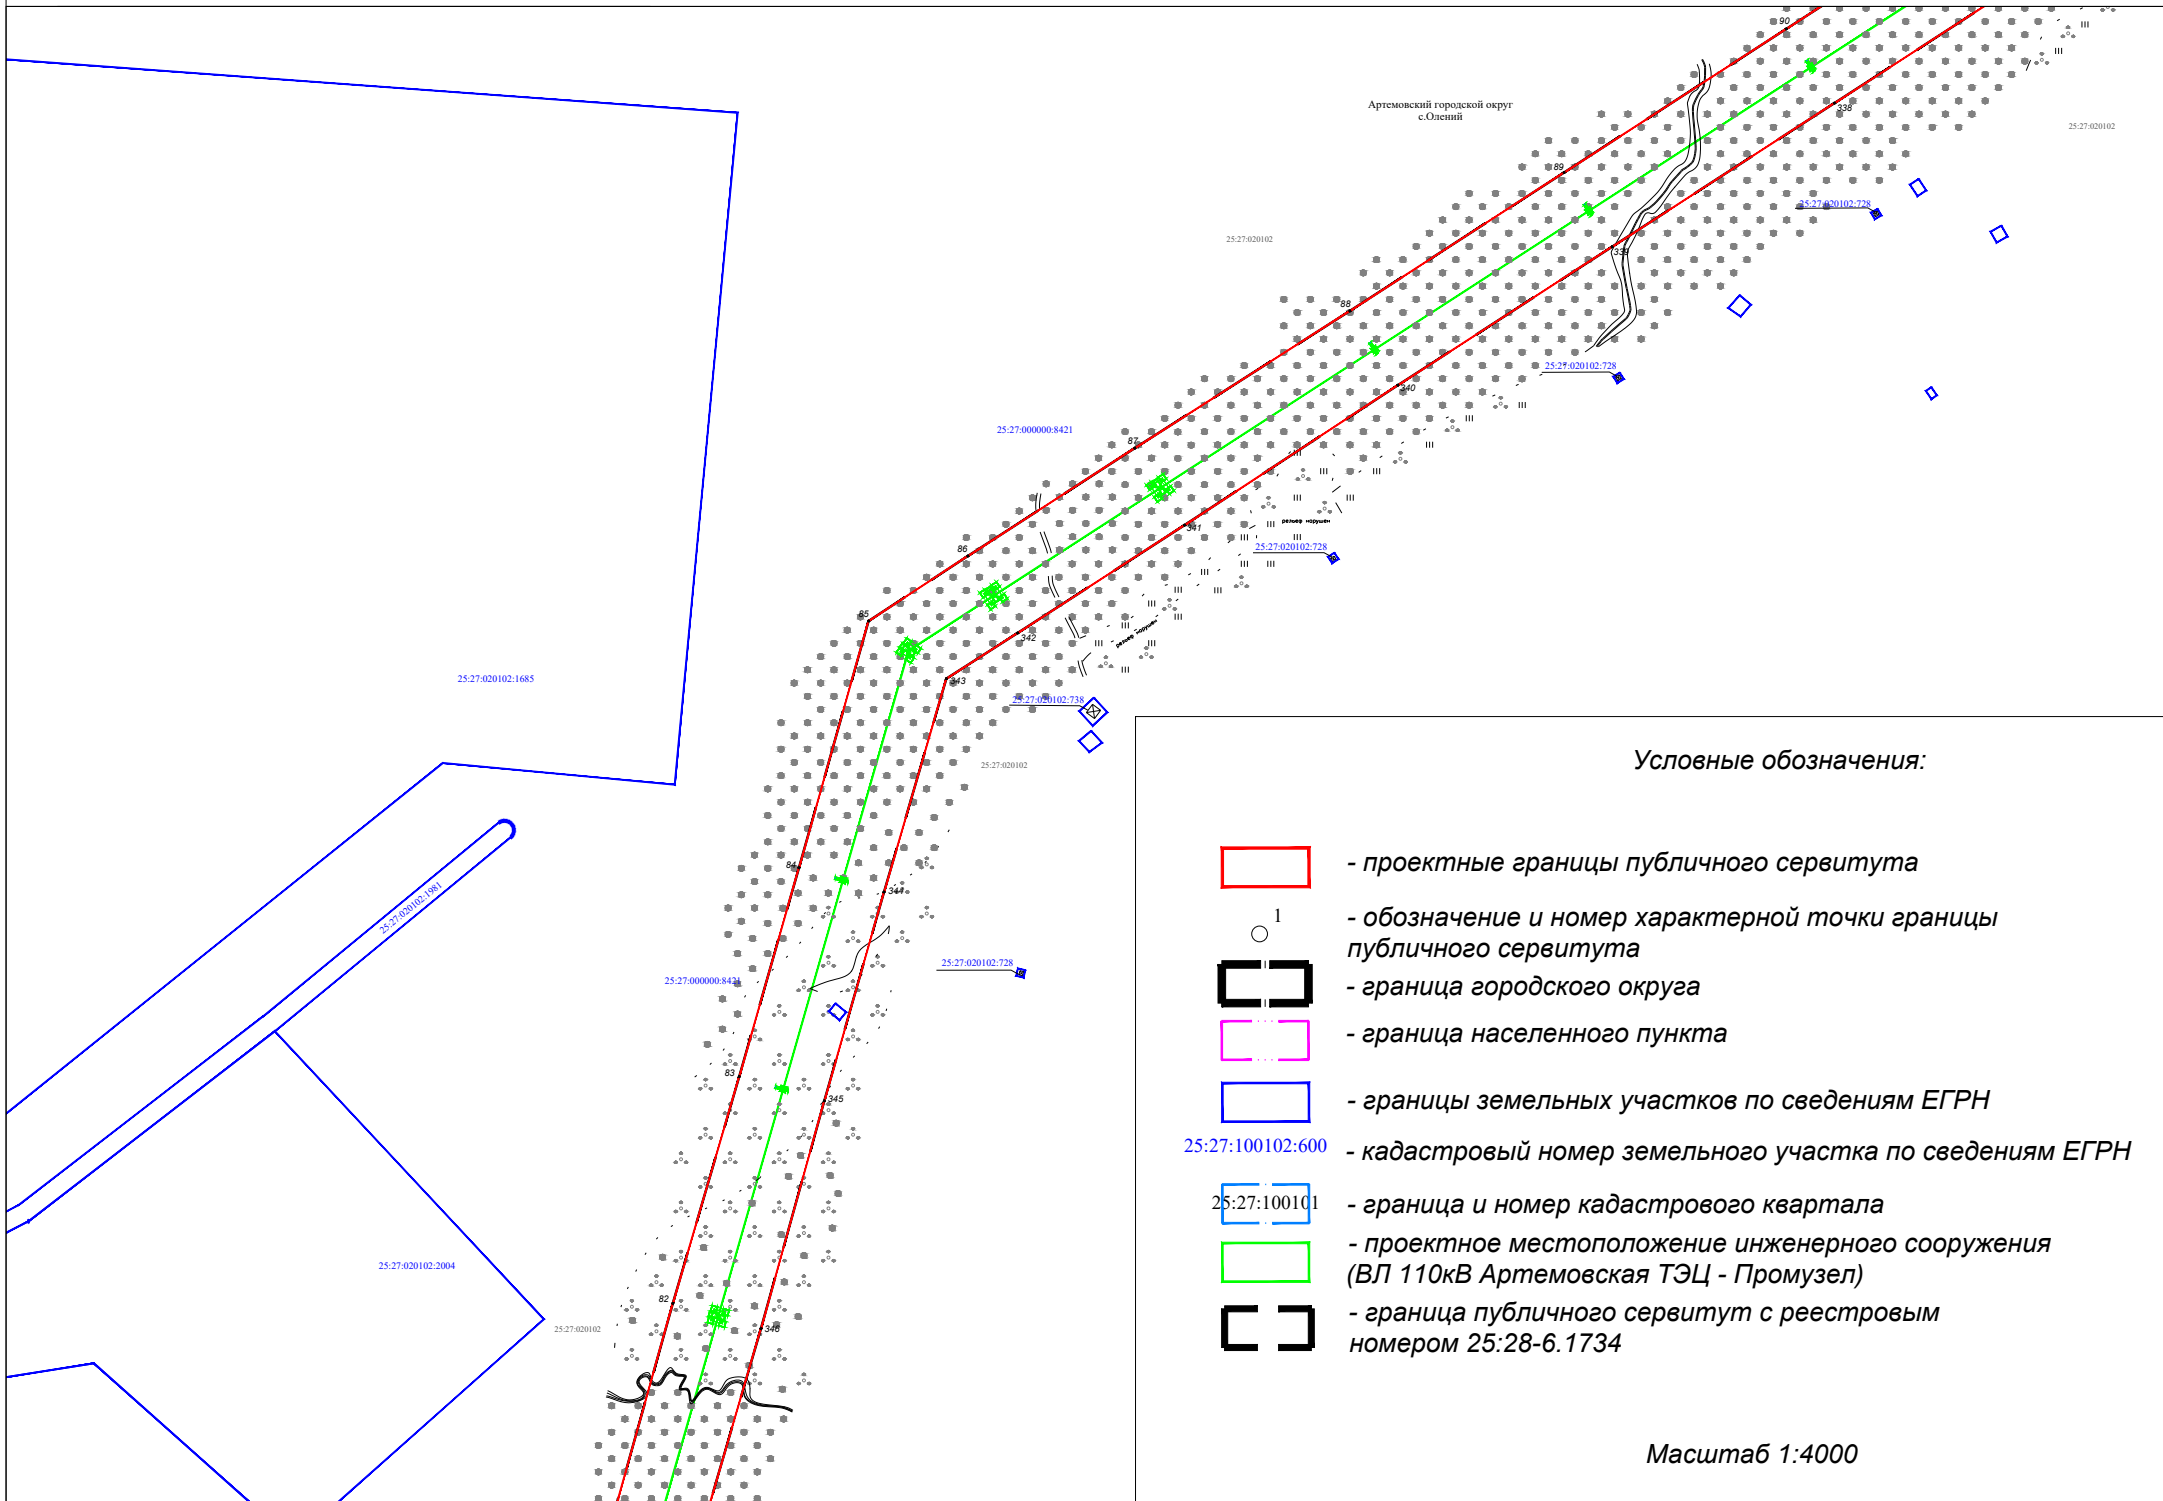 90
Артемовский городской округ
с.Олений
338
25:27:020102
89
25:27:020102:728
25:27:020102
339
88
25:27:020102:728
340
25:27:000000:8421
87
рельеф нарушен
341
25:27:020102:728
86
85
рельеф нарушен
342
343
25:27:020102:1685
25:27:020102:738
25:27:020102
84
344
25:27:020102:1981
25:27:020102:728
25:27:000000:8421
83
345
25:27:020102:2004
82
25:27:020102
346
Условные обозначения:
- проектные границы публичного сервитута
1
- обозначение и номер характерной точки границы
публичного сервитута
- граница городского округа
- граница населенного пункта
- границы земельных участков по сведениям ЕГРН
25:27:100102:600 - кадастровый номер земельного участка по сведениям ЕГРН
25:27:100101 - граница и номер кадастрового квартала
- проектное местоположение инженерного сооружения
(ВЛ 110кВ Артемовская ТЭЦ - Промузел)
- граница публичного сервитут с реестровым
номером 25:28-6.1734
Масштаб 1:4000